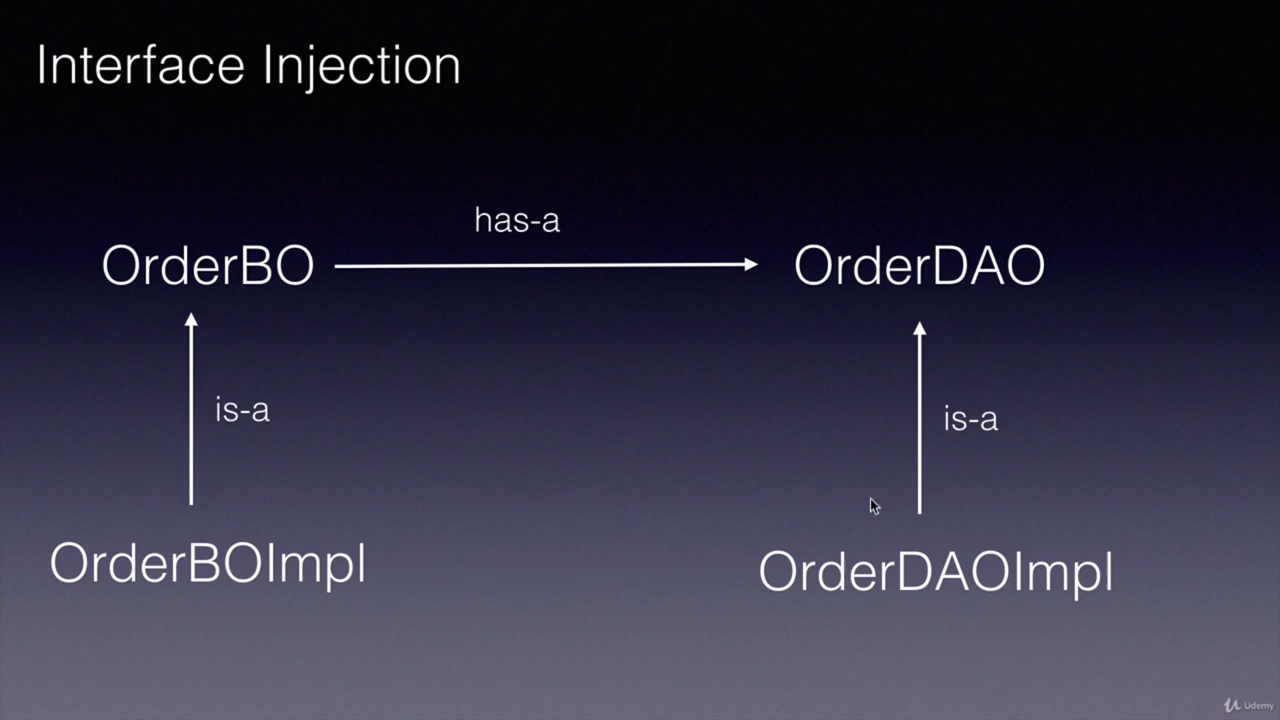 Interface Injection
has-a
OrderBO
OrderDAO
is-a
is-a
OrderBOImpl
OrderDAOImpl
Udemy